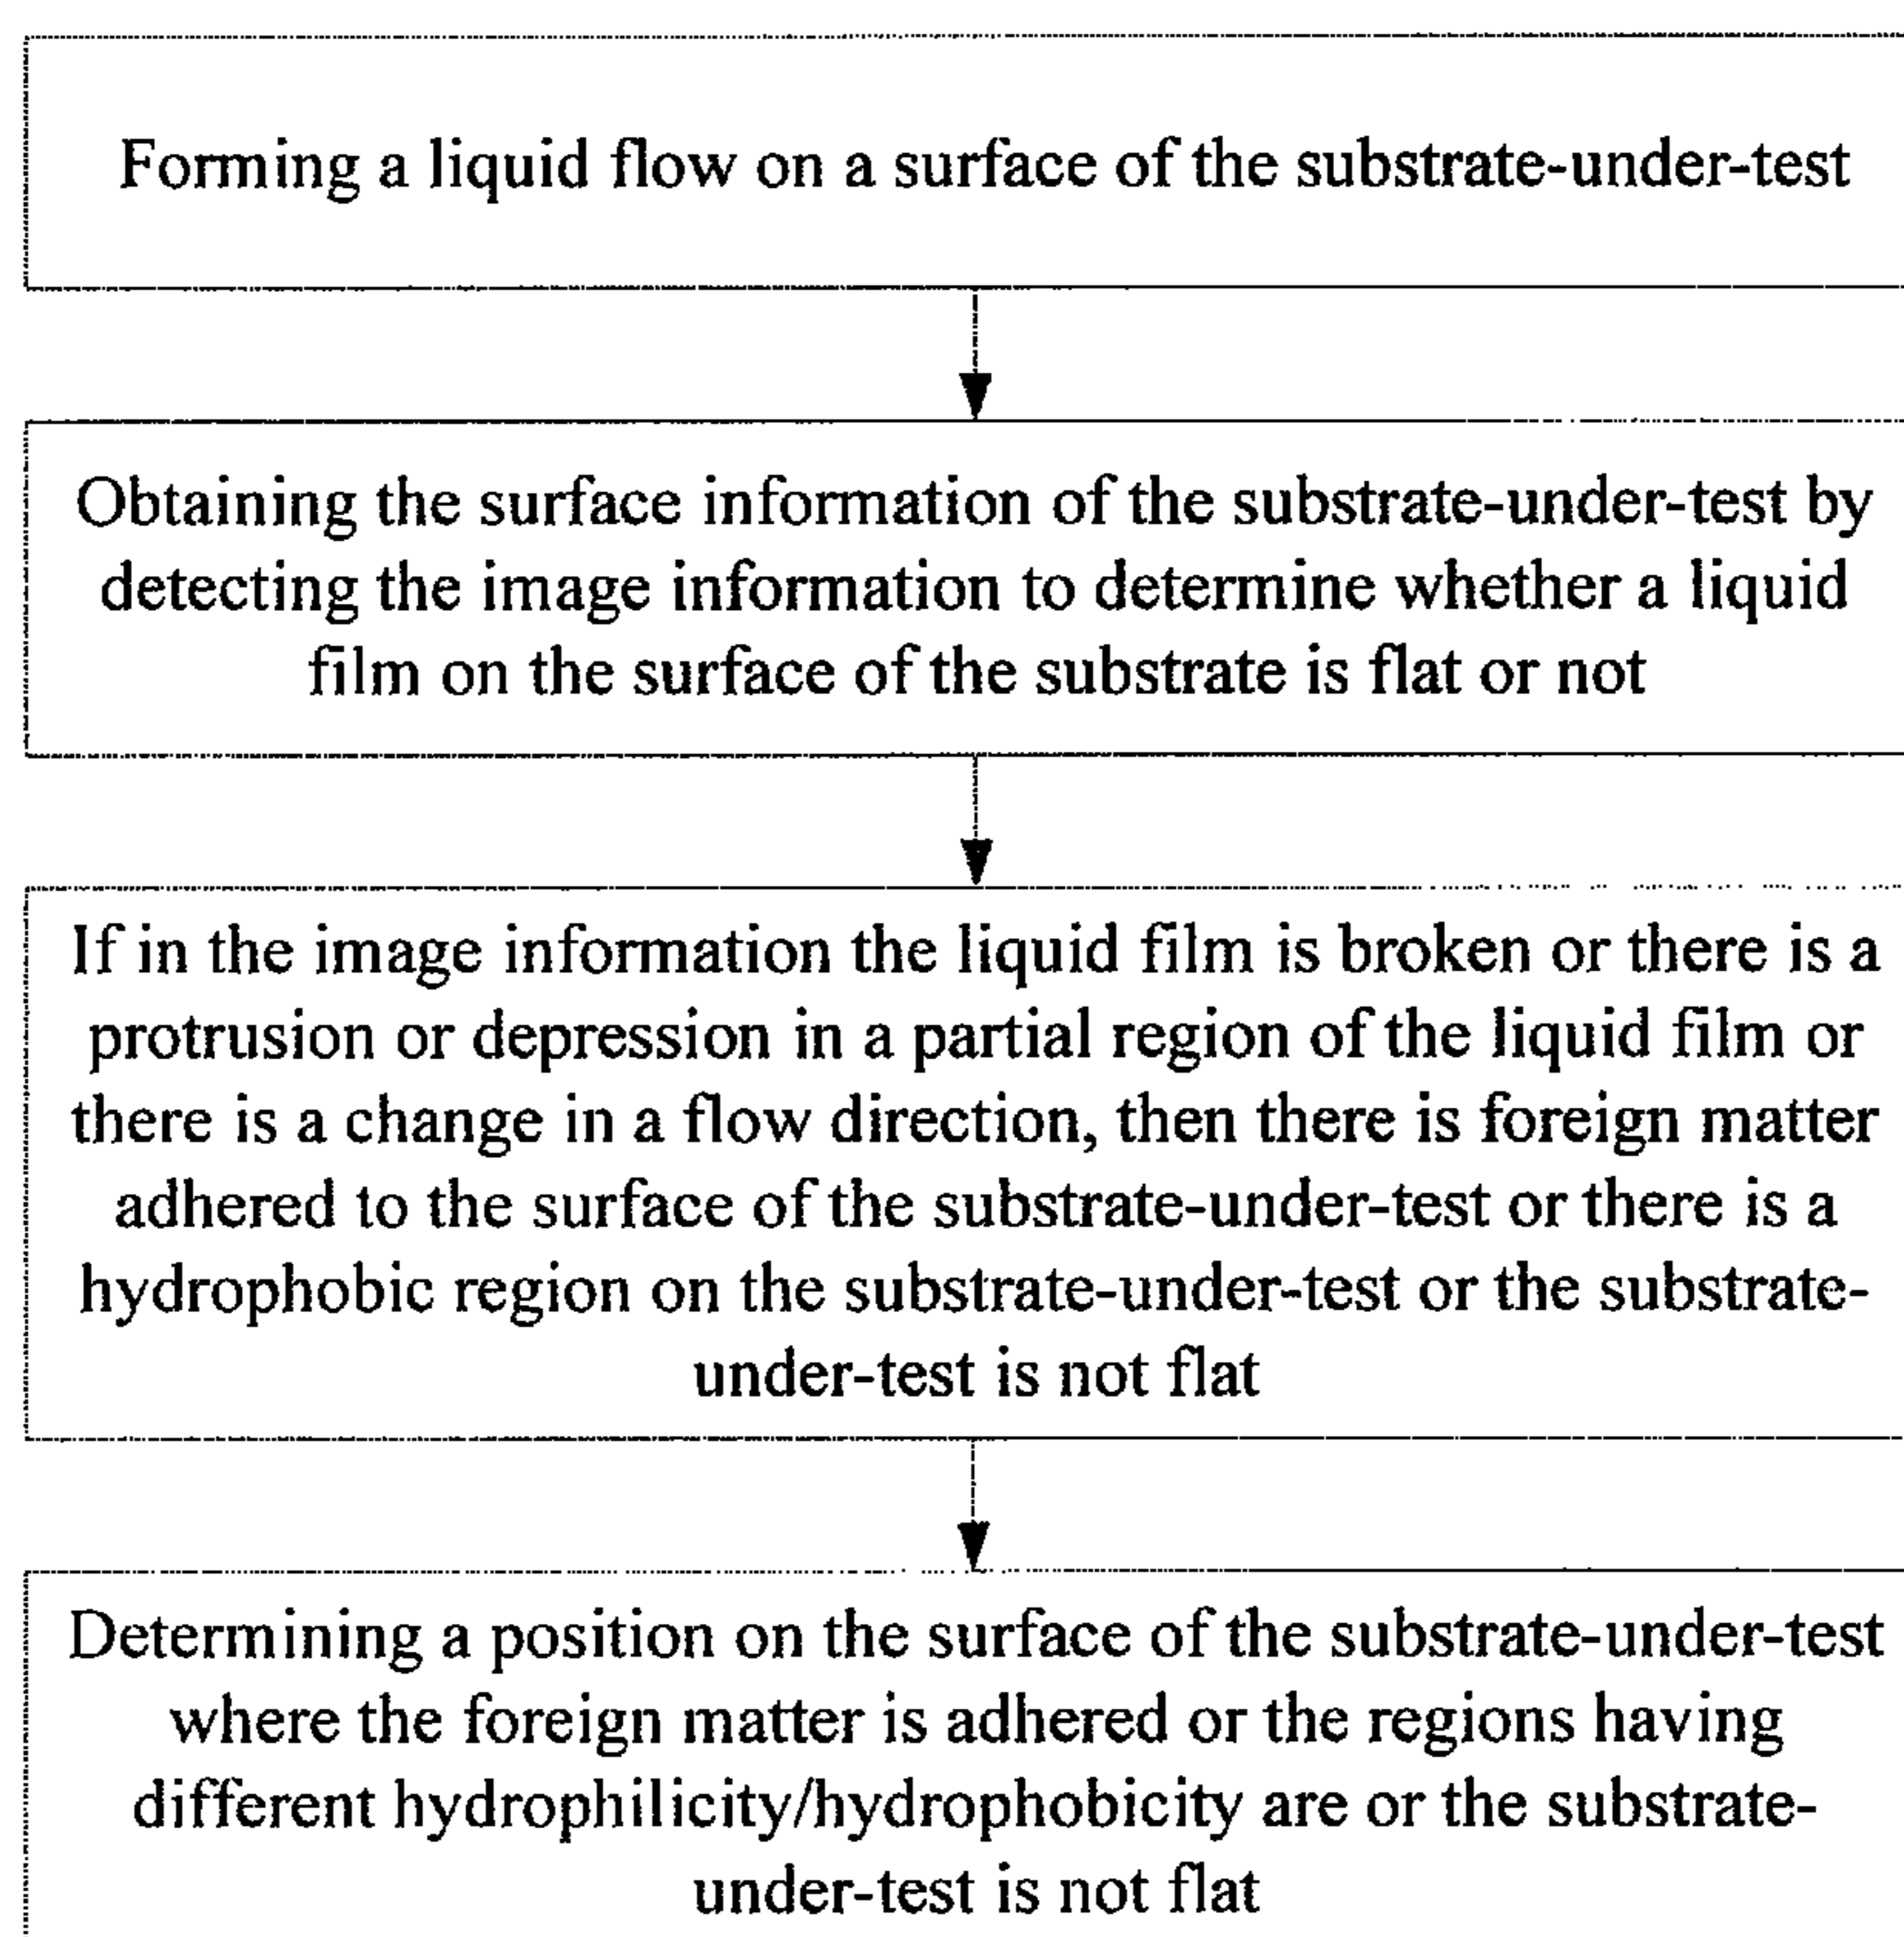 Forming a liquid flow on a surface of the substrate-under-test
Obtaining the surface information of the substrate-under-test by
detecting the image information to determine whether a liquid
film on the surface of the substrate is flat or not
If in the image information the liquid film is broken or there is a
protrusion or depression in a partial region of the liquid film or
there is a change in a flow direction, then there is foreign matter
adhered to the surface of the substrate-under-test or there is a
hydrophobic region on the substrate-under-test or the substrate-
under-test is not flat
Determining a position on the surface of the substrate-under-test
where the foreign matter is adhered or the regions having
different hydrophilicity/hydrophobicity are or the substrate-
under-test is not flat